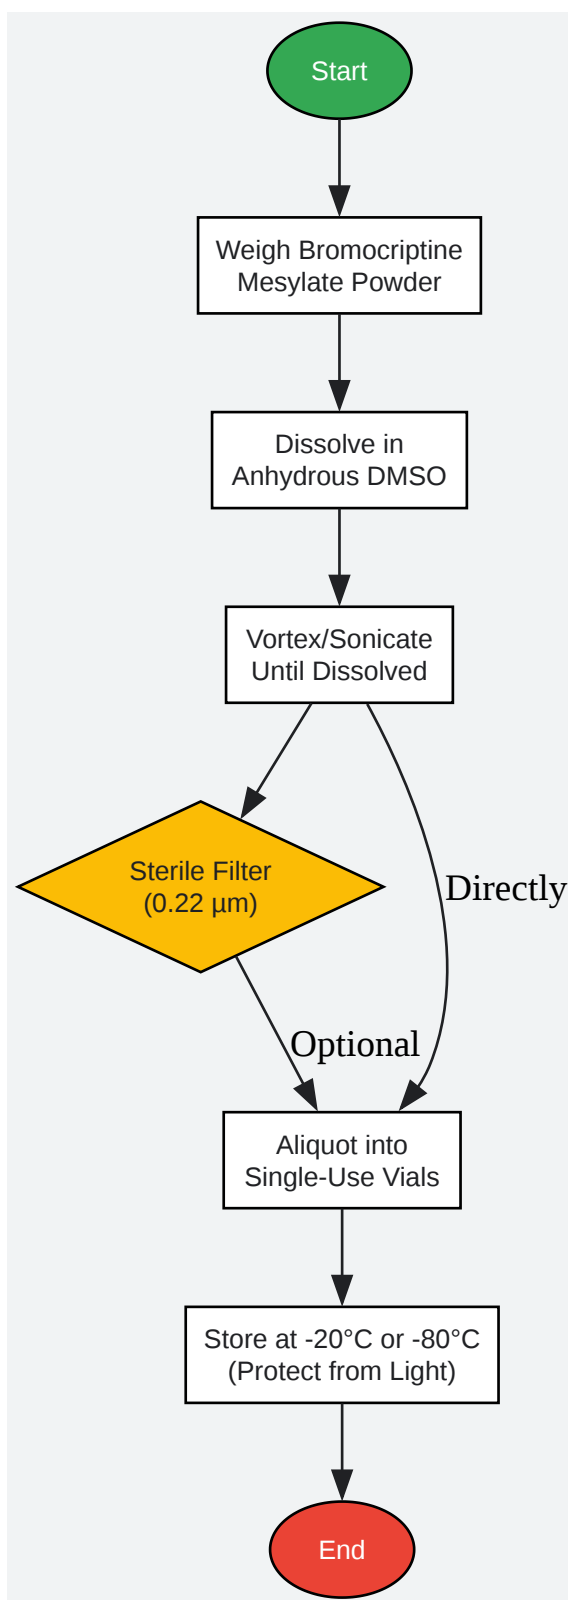 Start
Weigh Bromocriptine
Mesylate Powder
Dissolve in
Anhydrous DMSO
Vortex/Sonicate
Until Dissolved
Sterile Filter
(0.22 µm)
Directly
Optional
Aliquot into
Single-Use Vials
Store at -20°C or -80°C
(Protect from Light)
End